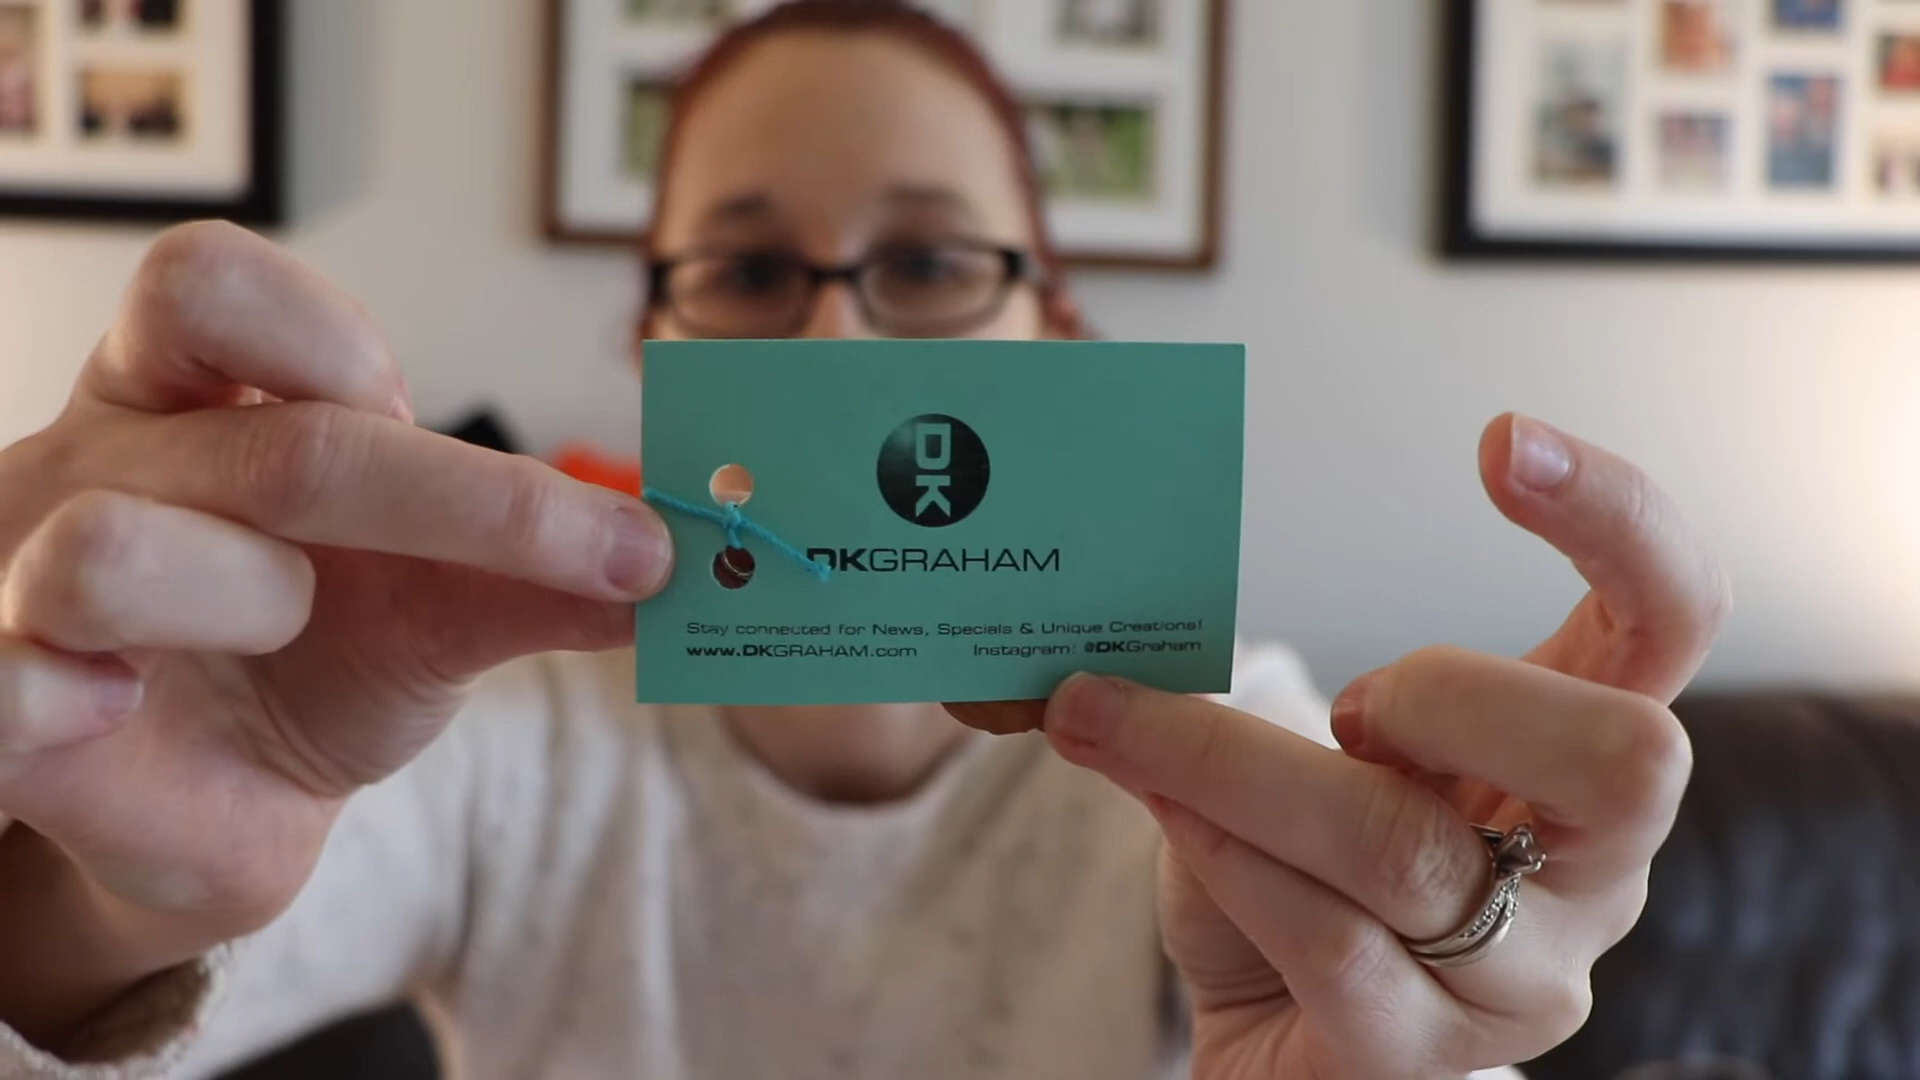 DK
DKGRAHAM
Stay connected for News, Specials & Unique Creations!
www.DKGRAHAM.com Instagram: @DKGraham